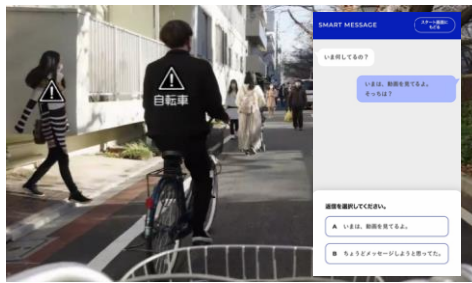 自転車
SMART MESSAGE
スタート画面に
もどる
いま何してるの？
いまは、動画を見てるよ。
そっちは？
返信を選択してください。
A いまは、動画を見てるよ。
B ちょうどメッセージしようと思ってた。